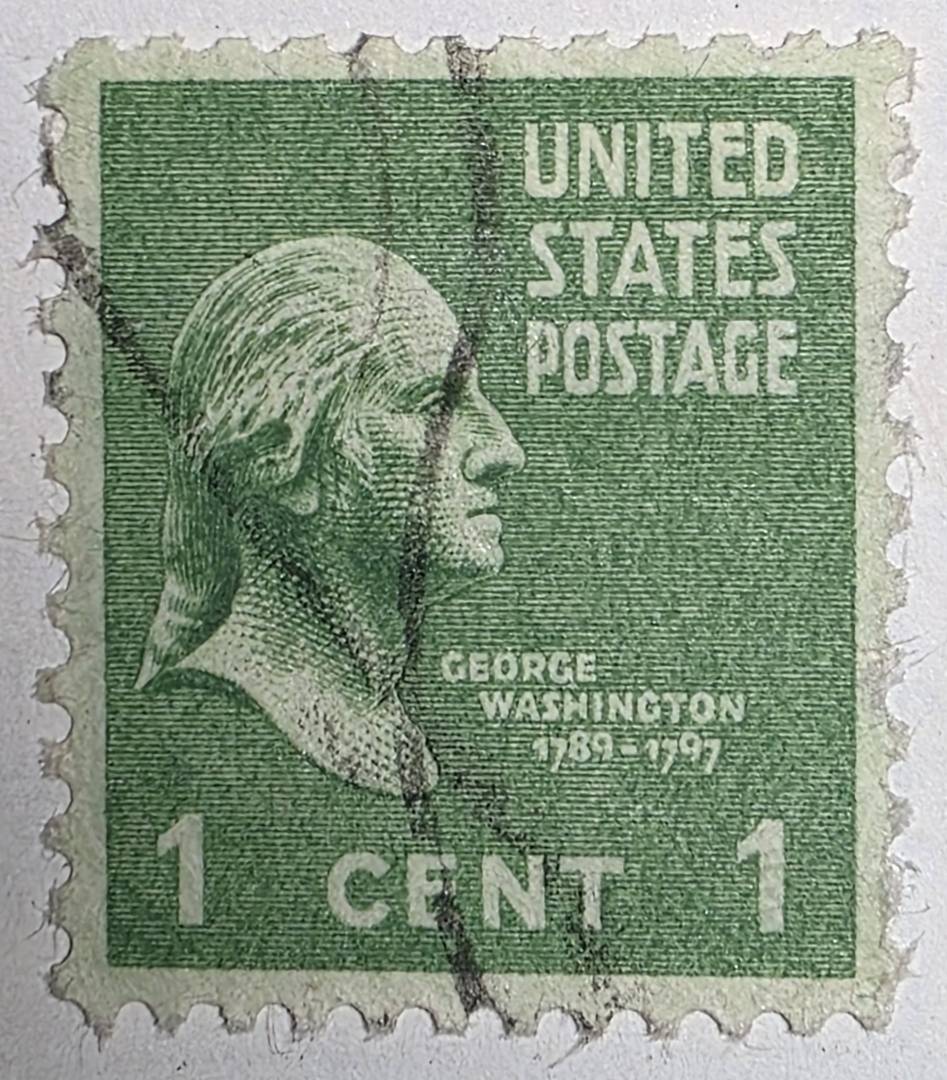 UNITED
STATES
POSTAGE
GEORGE
WASHINGTON
1789=1797
1 CENT 1